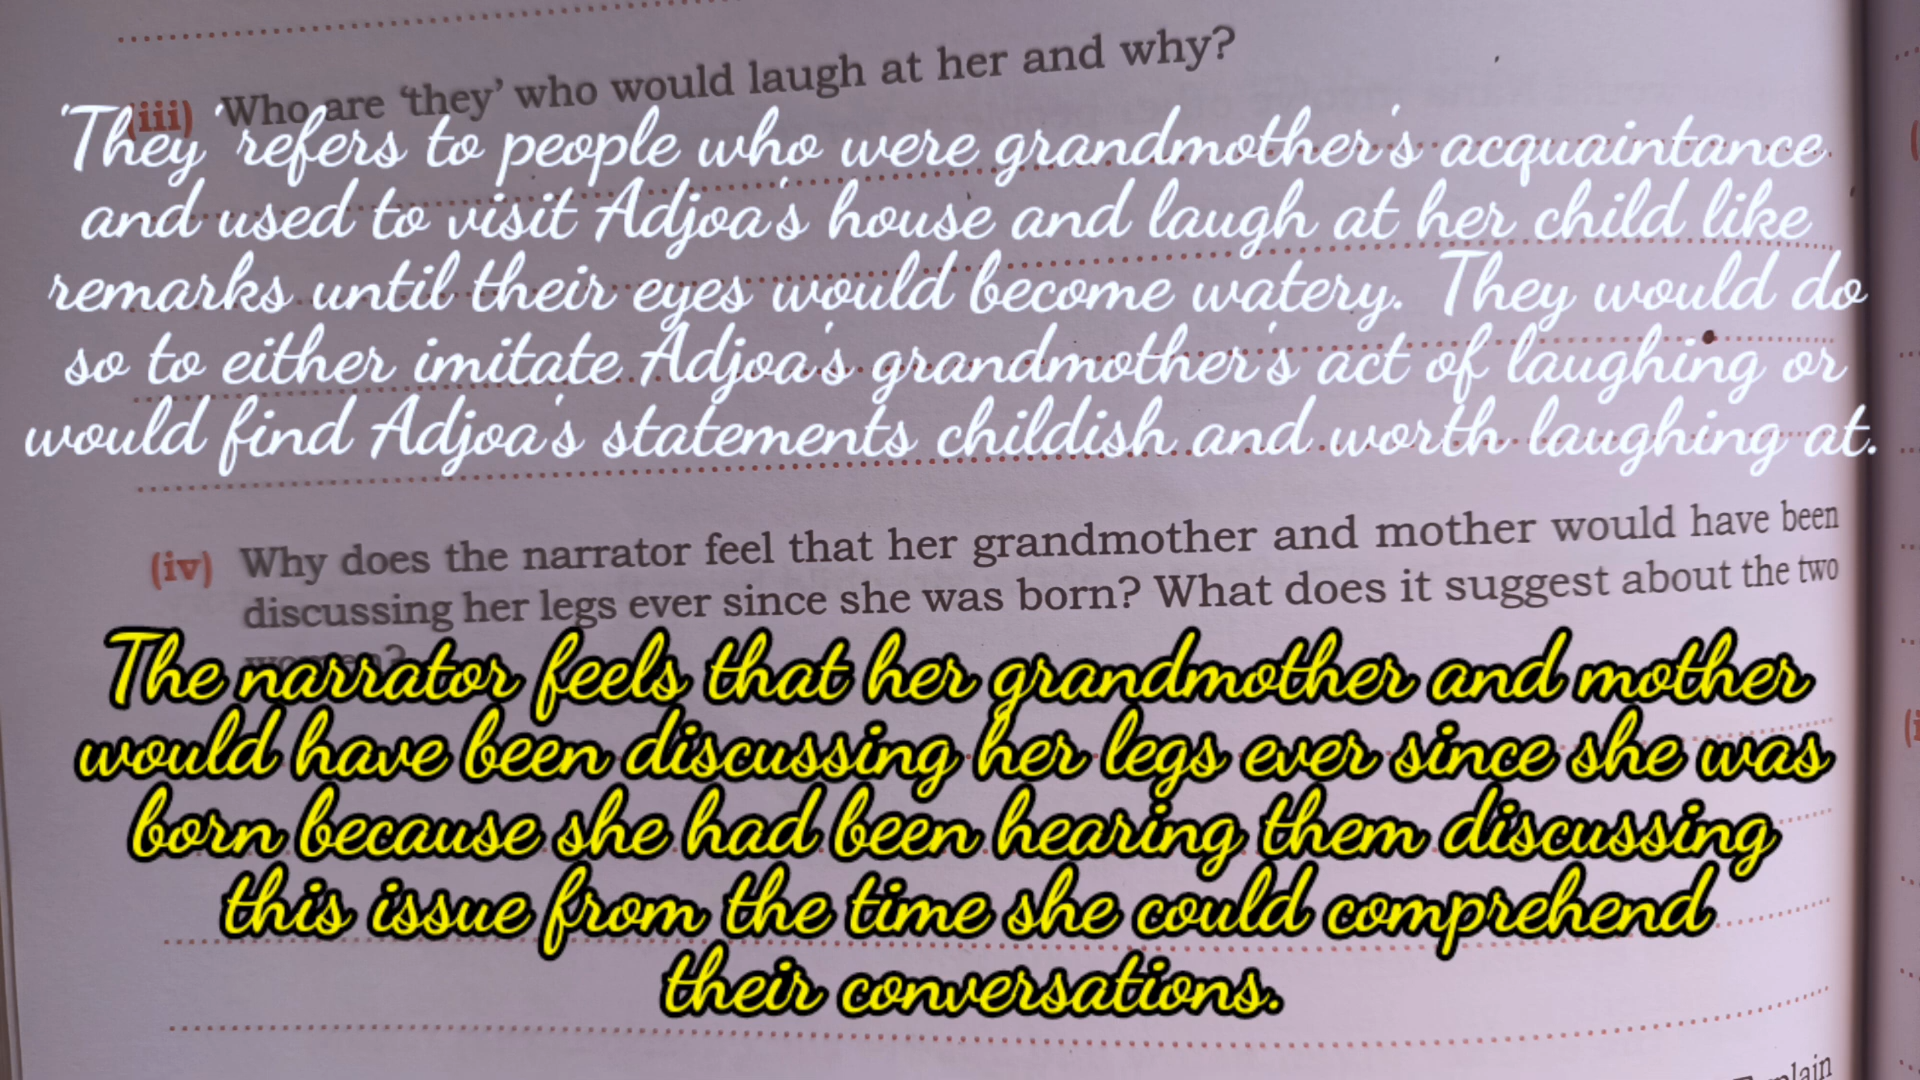 (iii) Who are 'they' who would laugh at her and why?
'They' refers to people who were grandmother's acquaintance
and used to visit Adjoa's house and laugh at her child like
remarks until their eyes would become watery. They would do
so to either imitate Adjoa's grandmother's act of laughing or
would find Adjoa's statements childish and worth laughing at.
(iv) Why does the narrator feel that her grandmother and mother would have been
discussing her legs ever since she was born? What does it suggest about the two
women?
The narrator feels that her grandmother and mother
would have been discussing her legs ever since she was
born because she had been hearing them discussing
this issue from the time she could comprehend
their conversations.